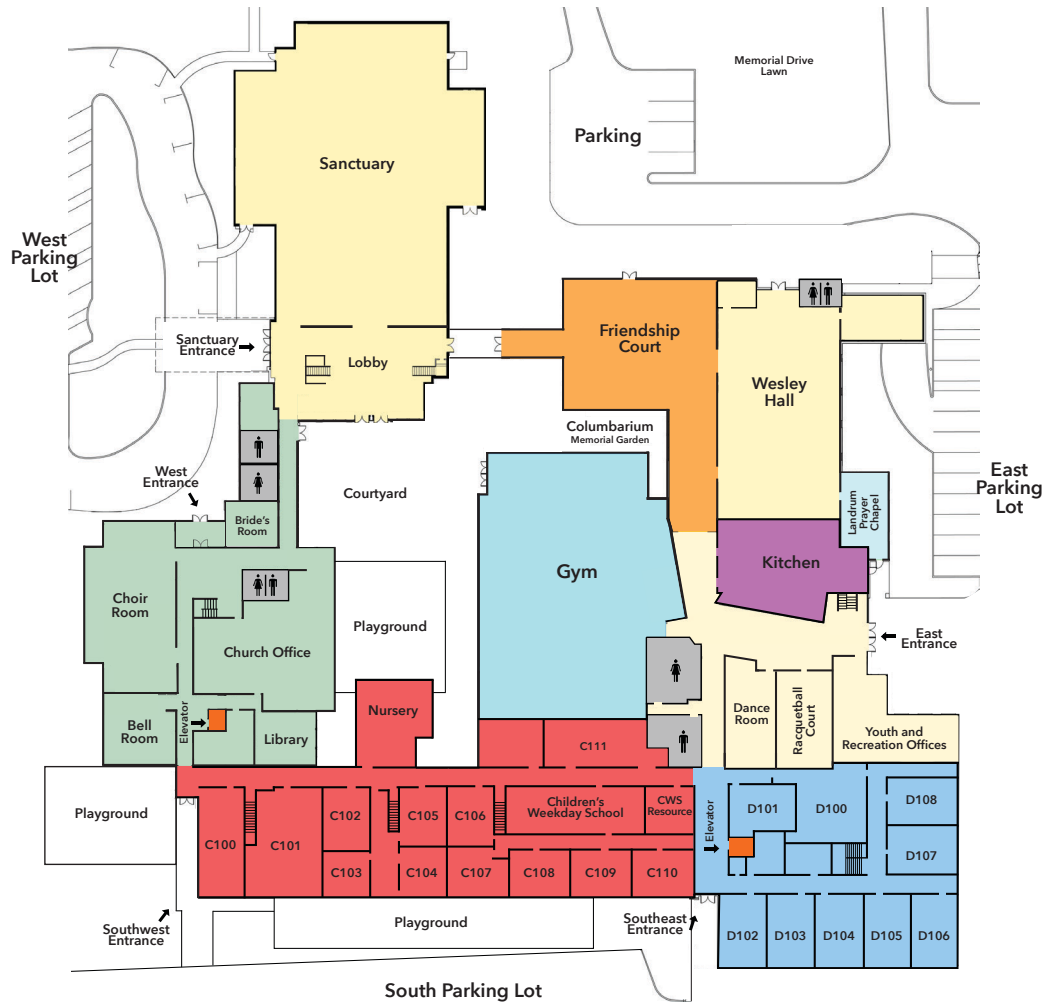 Memorial Drive
Lawn
Parking
Sanctuary
West
Parking
Lot
Sanctuary
Entrance
Lobby
Friendship
Court
Wesley
Hall
Columbarium
Memorial Garden
West
Entrance
Courtyard
East
Parking
Lot
Landrum
Prayer
Chapel
Bride's
Room
Gym
Kitchen
Choir
Room
Church Office
Playground
East
Entrance
Bell
Room
Elevator
Library
Nursery
Dance
Room
Racquetball
Court
Youth and
Recreation Offices
C111
Playground
C100
C101
C102
C103
C105
C104
C106
C107
Children's
Weekday School
CWS
Resource
C108
C109
C110
Elevator
D101
D100
D108
D107
Southwest
Entrance
Playground
Southeast
Entrance
D102
D103
D104
D105
D106
South Parking Lot